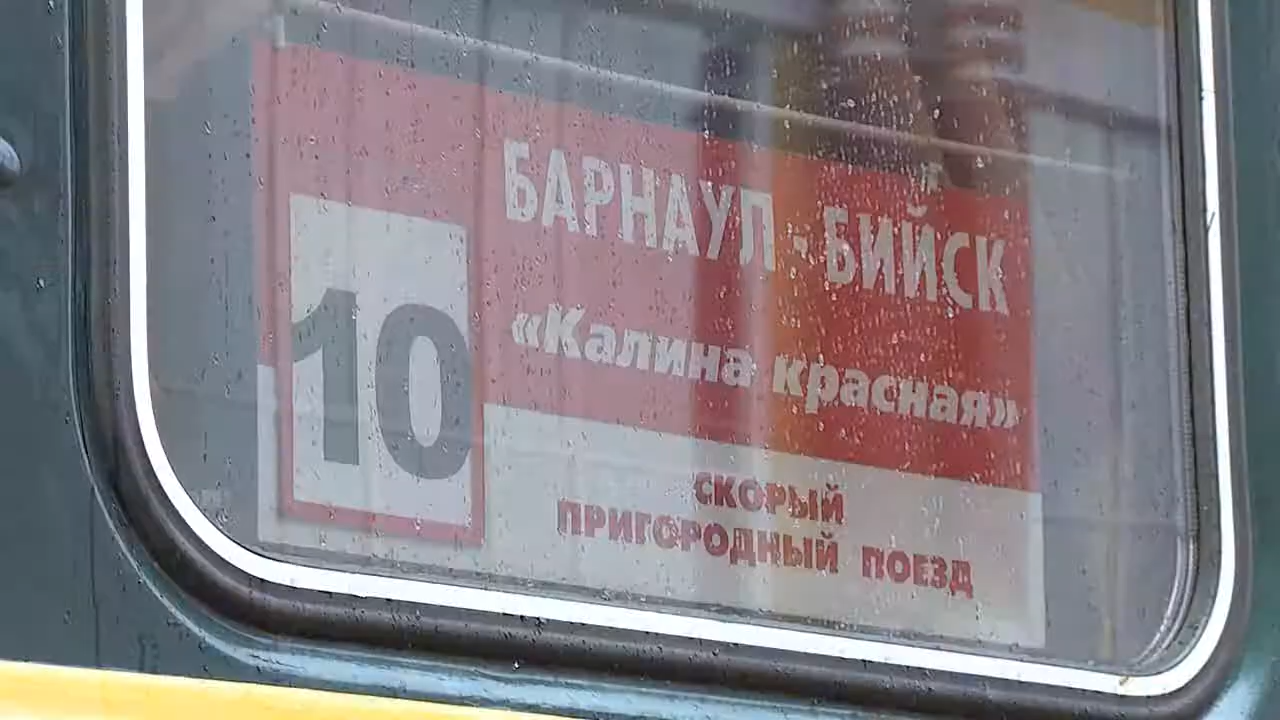 БАРНАУЛ - БИЙСК
10
«Калина красная»
СКОРЫЙ
ПРИГОРОДНЫЙ ПОЕЗД